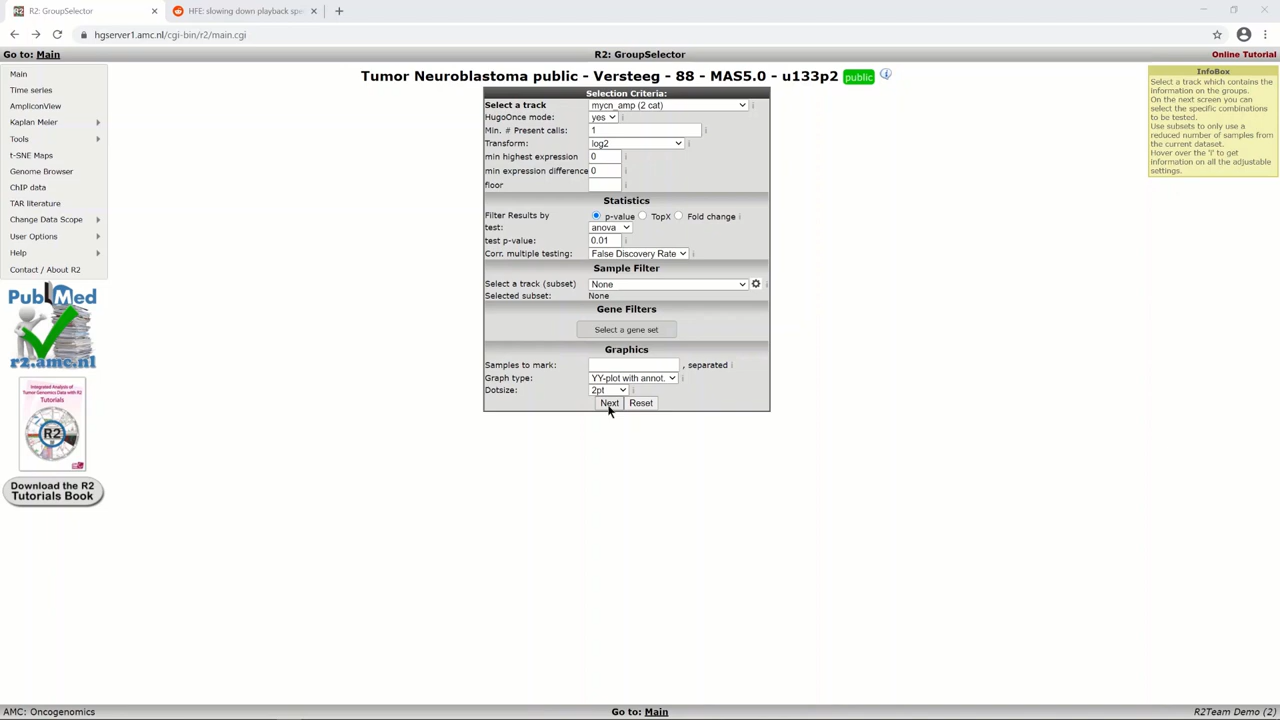 R2: GroupSelector
HFE: slowing down playback spe
hgserver1.amc.nl/cgi-bin/r2/main.cgi
Go to: Main
R2: GroupSelector
Online Tutorial
Main
Time series
AmpliconView
Kaplan Meier
Tools
t-SNE Maps
Genome Browser
ChIP data
TAR literature
Change Data Scope
User Options
Help
Contact / About R2
PubMed
r2.amc.nl
Integrated Analysis of
Tumor Genomics Data with R2
Tutorials
R2
Download the R2
Tutorials Book
Tumor Neuroblastoma public - Versteeg - 88 - MAS5.0 - u133p2 public
Selection Criteria:
Select a track mycn_amp (2 cat)
HugoOnce mode: yes
Min. # Present calls: 1
Transform: log2
min highest expression 0
min expression difference 0
floor
Statistics
Filter Results by p-value TopX Fold change
test: anova
test p-value: 0.01
Corr. multiple testing: False Discovery Rate
Sample Filter
Select a track (subset) None
Selected subset: None
Gene Filters
Select a gene set
Graphics
Samples to mark: , separated
Graph type: YY-plot with annot.
Dotsize: 2pt
Next Reset
InfoBox
Select a track which contains the
information on the groups.
On the next screen you can
select the specific combinations
to be tested.
Use subsets to only use a
reduced number of samples from
the current dataset.
Hover over the 'i' to get
information on all the adjustable
settings.
AMC: Oncogenomics
Go to: Main
R2Team Demo (2)